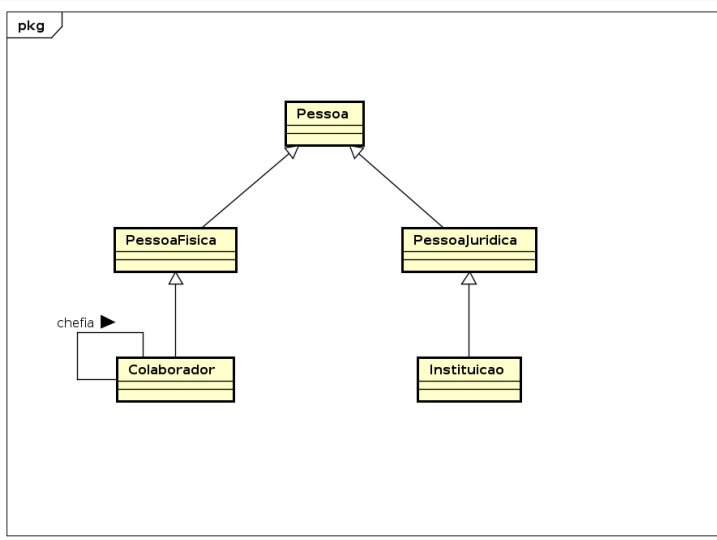 pkg
Pessoa
PessoaFisica
PessoaJuridica
chefia
Colaborador
Instituicao